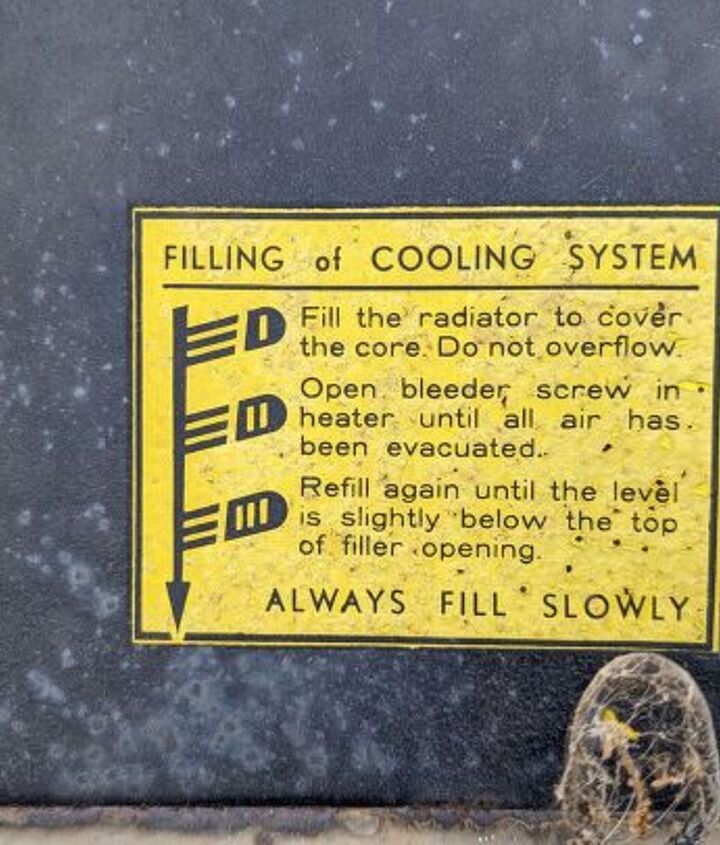 FILLING of COOLING SYSTEM
I Fill the radiator to cover
the core. Do not overflow.
II Open bleeder screw in
heater until all air has
been evacuated.
III Refill again until the level
is slightly below the top
of filler opening.
ALWAYS FILL SLOWLY